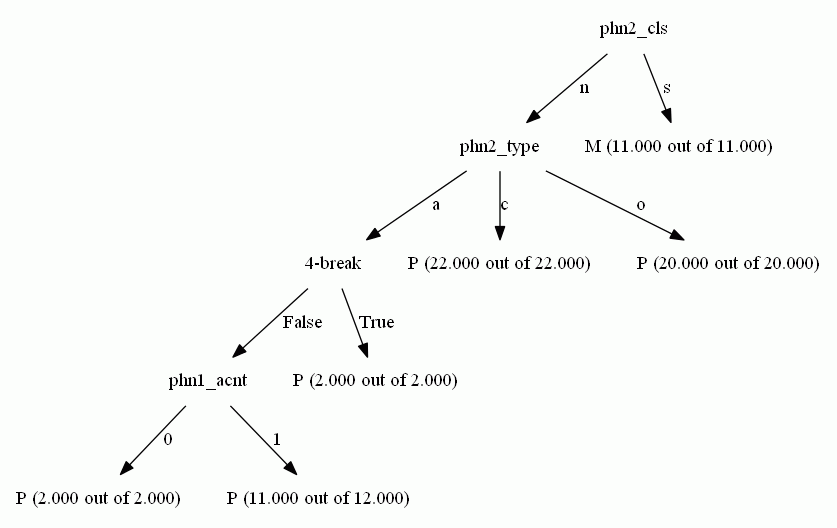 phn2_cls
n
s
phn2_type
M (11.000 out of 11.000)
a
c
o
4-break
P (22.000 out of 22.000)
P (20.000 out of 20.000)
False
True
phn1_acnt
P (2.000 out of 2.000)
0
1
P (2.000 out of 2.000)
P (11.000 out of 12.000)